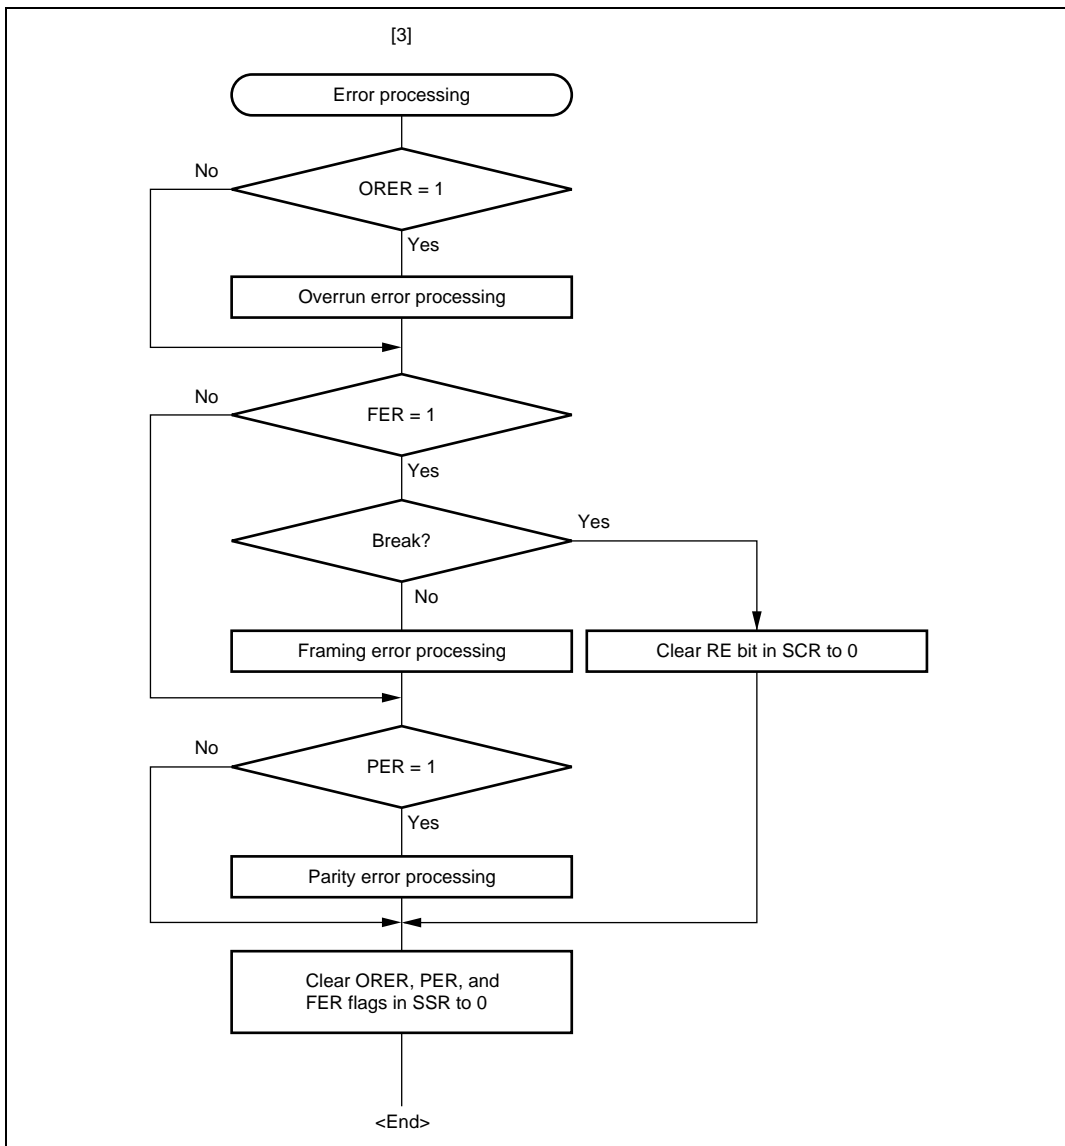 [3]
Error processing
No
ORER = 1
Yes
Overrun error processing
No
FER = 1
Yes
Break?
Yes
No
Framing error processing
Clear RE bit in SCR to 0
No
PER = 1
Yes
Parity error processing
Clear ORER, PER, and
FER flags in SSR to 0
<End>